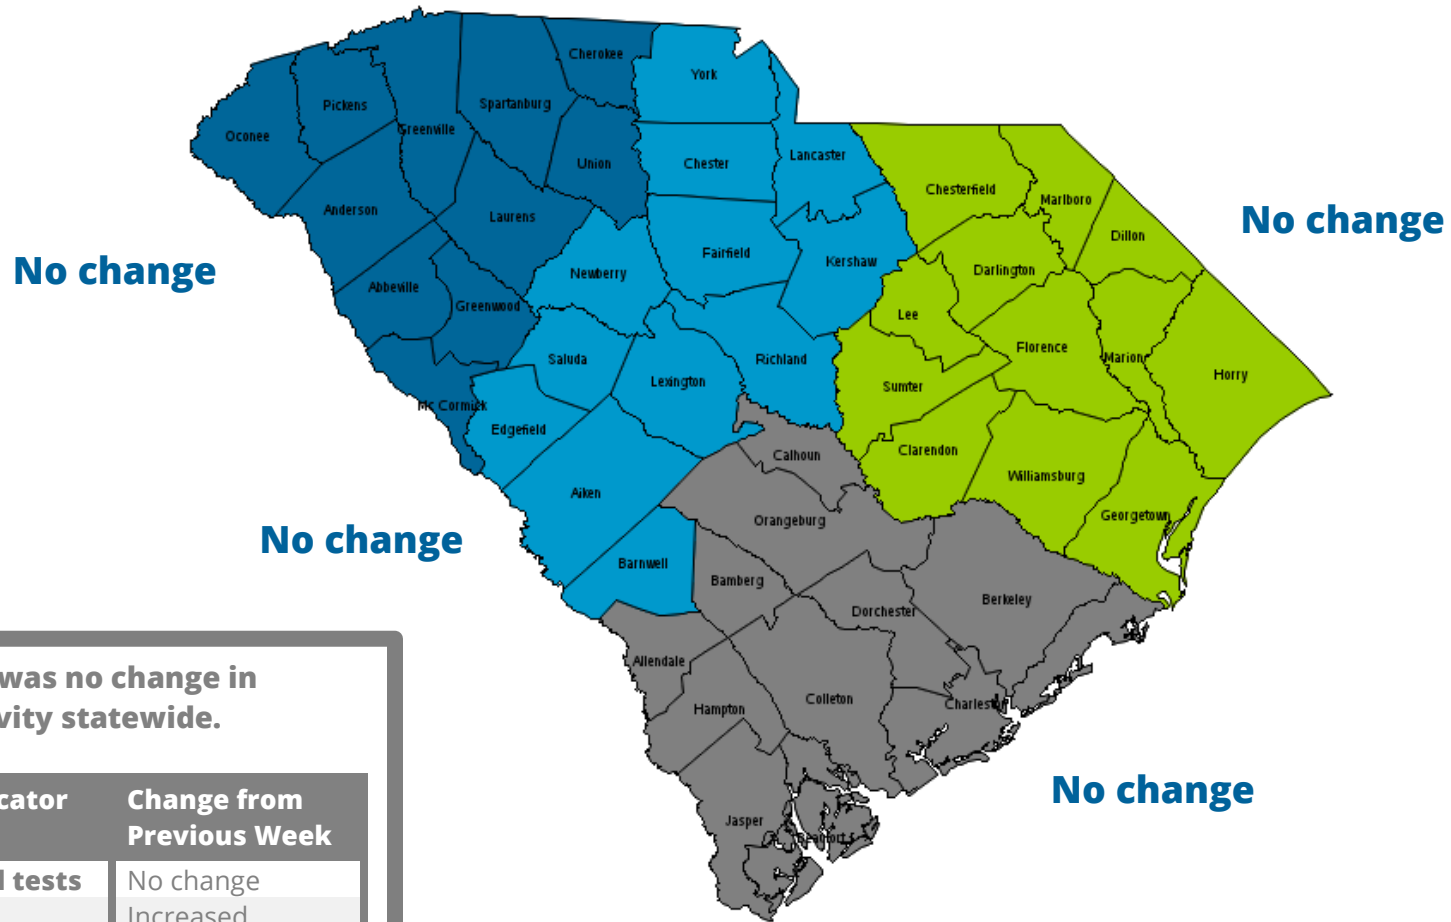 Cherokee
York
Pickens
Spartanburg
Greenville
Oconee
Union
Chester
Lancaster
Chesterfield
Marlboro
Anderson
Laurens
No change
Dillon
Fairfield
Kershaw
No change
Newberry
Darlington
Abbeville
Greenwood
Lee
Florence
Saluda
Richland
Marion
Horry
Lexington
Sumter
Mc Cormick
Edgefield
Clarendon
Calhoun
Williamsburg
Aiken
Orangeburg
Georgetown
No change
Barnwell
Bamberg
Berkeley
Dorchester
Allendale
was no change in
vity statewide.
Hampton
Colleton
Charleston
No change
cator
Change from
Previous Week
Jasper
Beaufort
l tests
No change
Increased